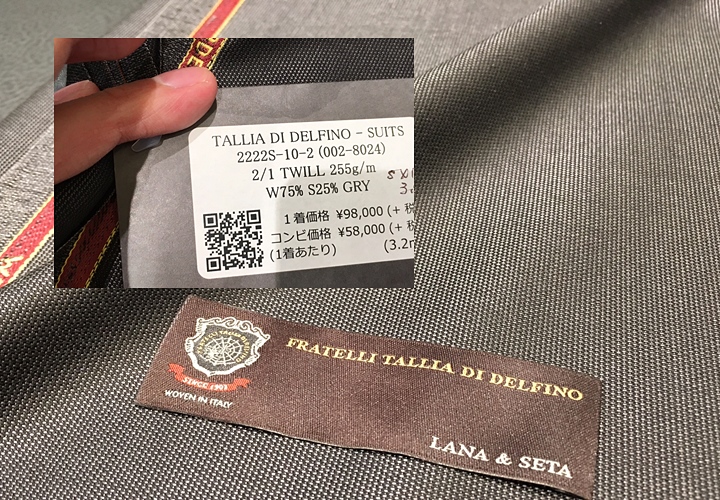 TALLIA DI DELFINO - SUITS
2222S-10-2 (002-8024)
2/1 TWILL 255g/m
W75% S25% GRY
1着価格 ¥98,000 (+ 税
コンビ価格 ¥58,000 (+ 税
(1着あたり) (3.2m
FRATELLI TALLIA DI DELFINO
SINCE 1903
WOVEN IN ITALY
LANA & SETA